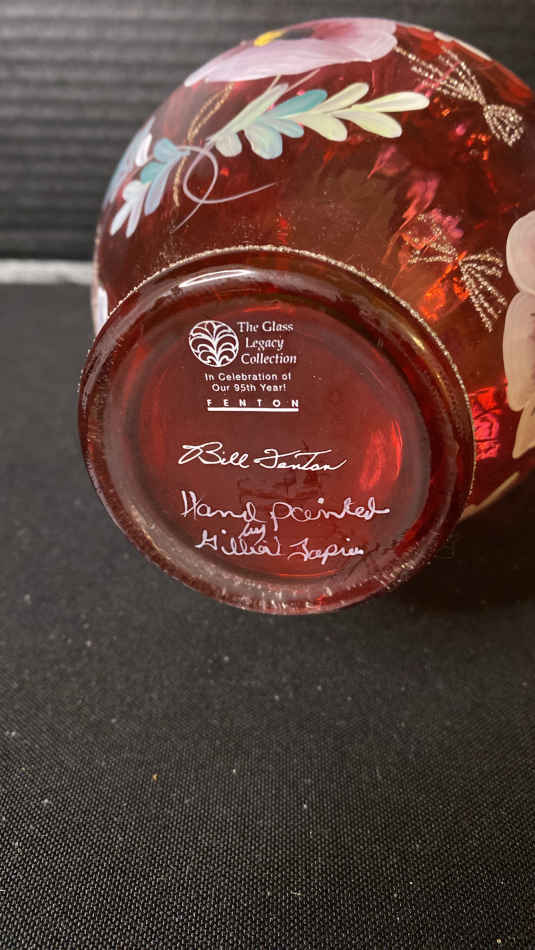 The Glass
Legacy
Collection
In Celebration of
Our 95th Year!
FENTON
Bill Fenton
Hand painted
by